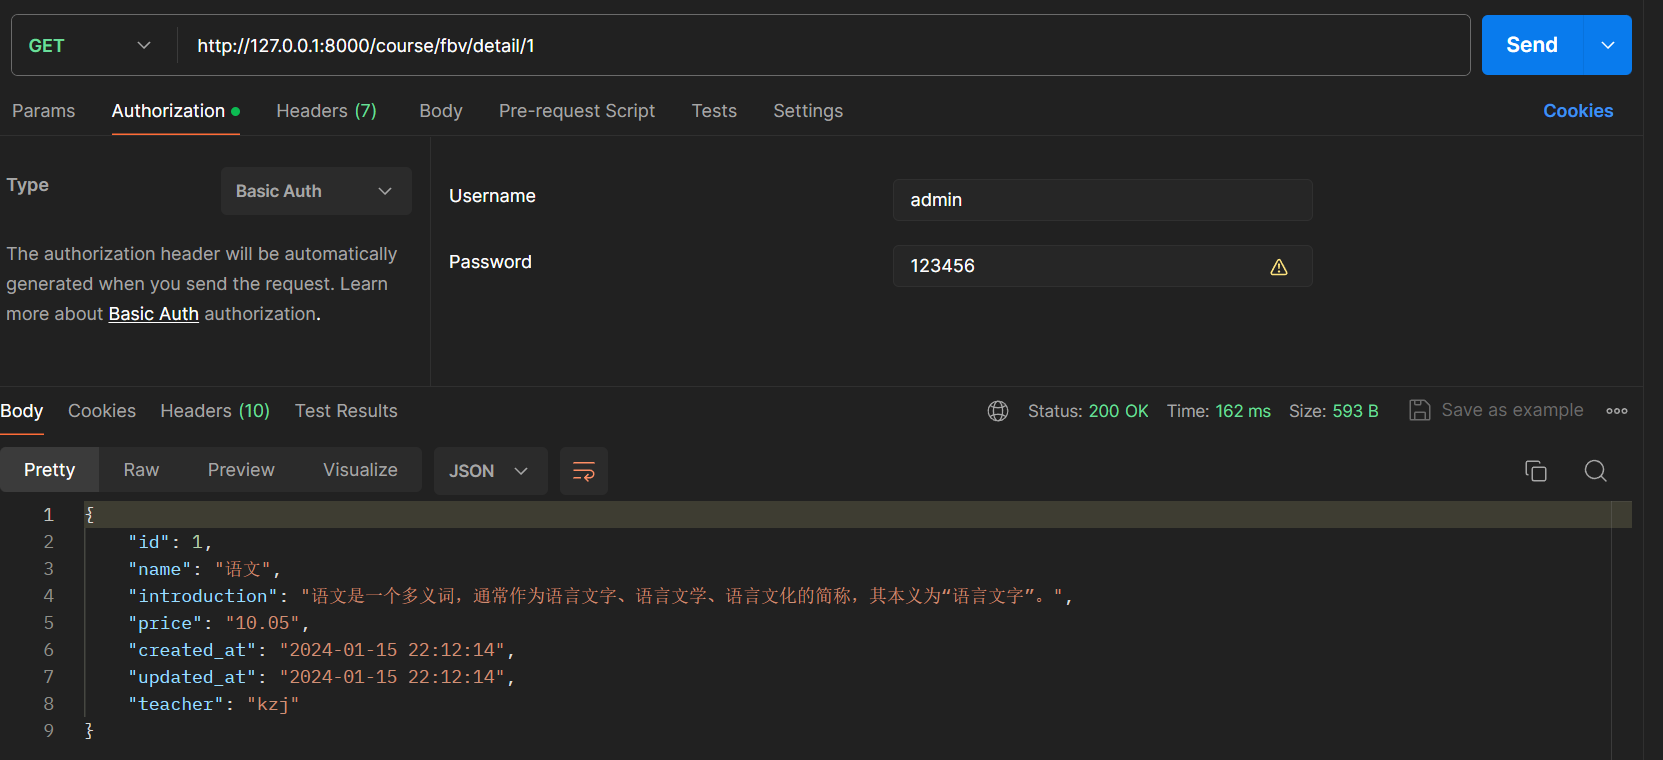 GET http://127.0.0.1:8000/course/fbv/detail/1 Send
Params Authorization Headers (7) Body Pre-request Script Tests Settings Cookies
Type Basic Auth
The authorization header will be automatically
generated when you send the request. Learn
more about Basic Auth authorization.
Username admin
Password 123456
Body Cookies Headers (10) Test Results Status: 200 OK Time: 162 ms Size: 593 B Save as example
Pretty Raw Preview Visualize JSON
1 {
2 "id": 1,
3 "name": "语文",
4 "introduction": "语文是一个多义词，通常作为语言文字、语言文学、语言文化的简称，其本义为“语言文字”。",
5 "price": "10.05",
6 "created_at": "2024-01-15 22:12:14",
7 "updated_at": "2024-01-15 22:12:14",
8 "teacher": "kzj"
9 }